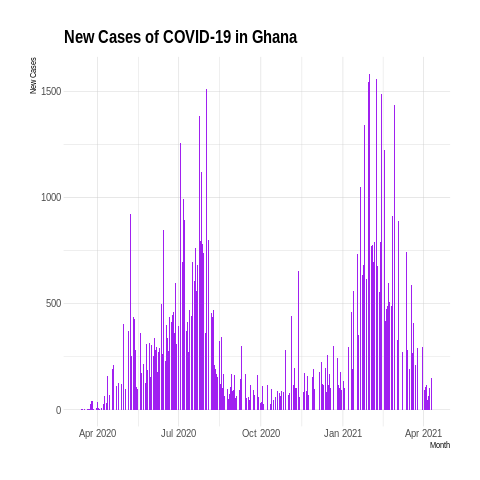 New Cases of COVID-19 in Ghana
New Cases
1500
1000
500
0
Apr 2020
Jul 2020
Oct 2020
Jan 2021
Apr 2021
Month